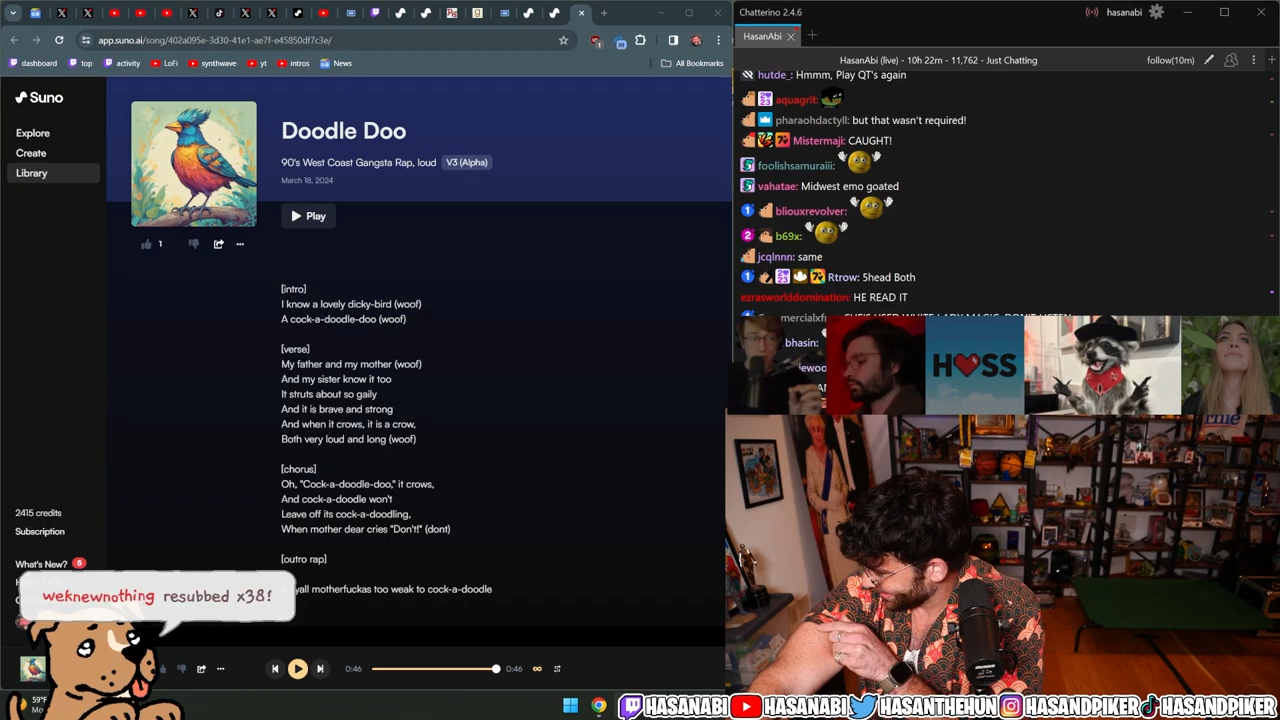 app.suno.ai/song/402a095e-3d30-41e1-ae7f-e45850df7c3e/
dashboard
top
activity
LoFi
synthwave
yt
intros
News
All Bookmarks
Suno
Explore
Create
Library
Doodle Doo
90's West Coast Gangsta Rap, loud
V3 (Alpha)
March 18, 2024
Play
1
[intro]
I know a lovely dicky-bird (woof)
A cock-a-doodle-doo (woof)
[verse]
My father and my mother (woof)
And my sister know it too
It struts about so gaily
And it is brave and strong
And when it crows, it is a crow,
Both very loud and long (woof)
[chorus]
Oh, "Cock-a-doodle-doo," it crows,
And cock-a-doodle won't
Leave off its cock-a-doodling,
When mother dear cries "Don't!" (dont)
[outro rap]
yall motherfuckas too weak to cock-a-doodle
2415 credits
Subscription
What's New? 5
weknewnothing resubbed x38!
0:46
0:46
59°F
Chatterino 2.4.6
hasanabi
HasanAbi
HasanAbi (live) - 10h 22m - 11,762 - Just Chatting
follow(10m)
hutde_: Hmmm, Play QT's again
aquagrit:
pharaohdactyll: but that wasn't required!
Mistermaji: CAUGHT!
foolishsamuraiii:
vahatae: Midwest emo goated
bliouxrevolver:
b69x:
jcqlnnn: same
Rtrow: 5head Both
ezrasworlddomination: HE READ IT
bhasin:
HASANABI
HASANABI
HASANTHEHUN
HASANDPIKER
HASANDPIKER